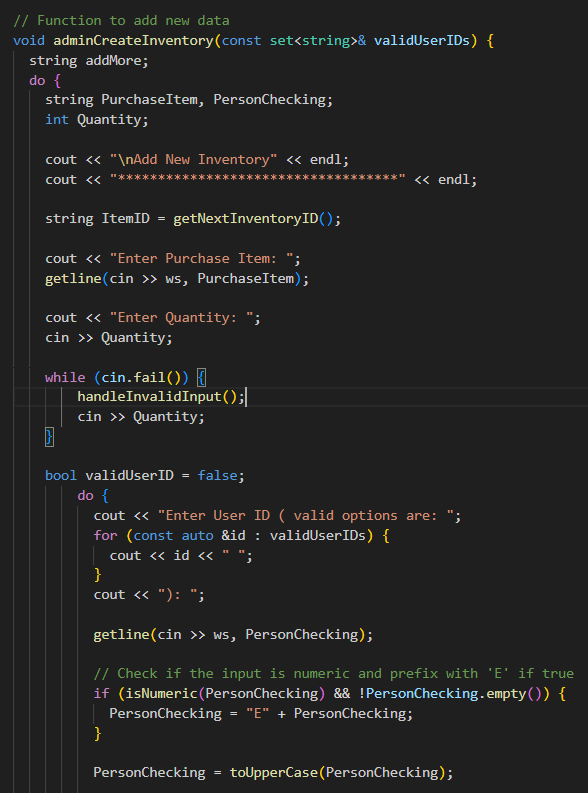 // Function to add new data
void adminCreateInventory(const set<string>& validUserIDs) {
string addMore;
do {
string PurchaseItem, PersonChecking;
int Quantity;
cout << "\nAdd New Inventory" << endl;
cout << "***********************************" << endl;
string ItemID = getNextInventoryID();
cout << "Enter Purchase Item: ";
getline(cin >> ws, PurchaseItem);
cout << "Enter Quantity: ";
cin >> Quantity;
while (cin.fail()) {
handleInvalidInput();
cin >> Quantity;
}
bool validUserID = false;
do {
cout << "Enter User ID ( valid options are: ";
for (const auto &id : validUserIDs) {
cout << id << " ";
}
cout << "): ";
getline(cin >> ws, PersonChecking);
// Check if the input is numeric and prefix with 'E' if true
if (isNumeric(PersonChecking) && !PersonChecking.empty()) {
PersonChecking = "E" + PersonChecking;
}
PersonChecking = toUpperCase(PersonChecking);